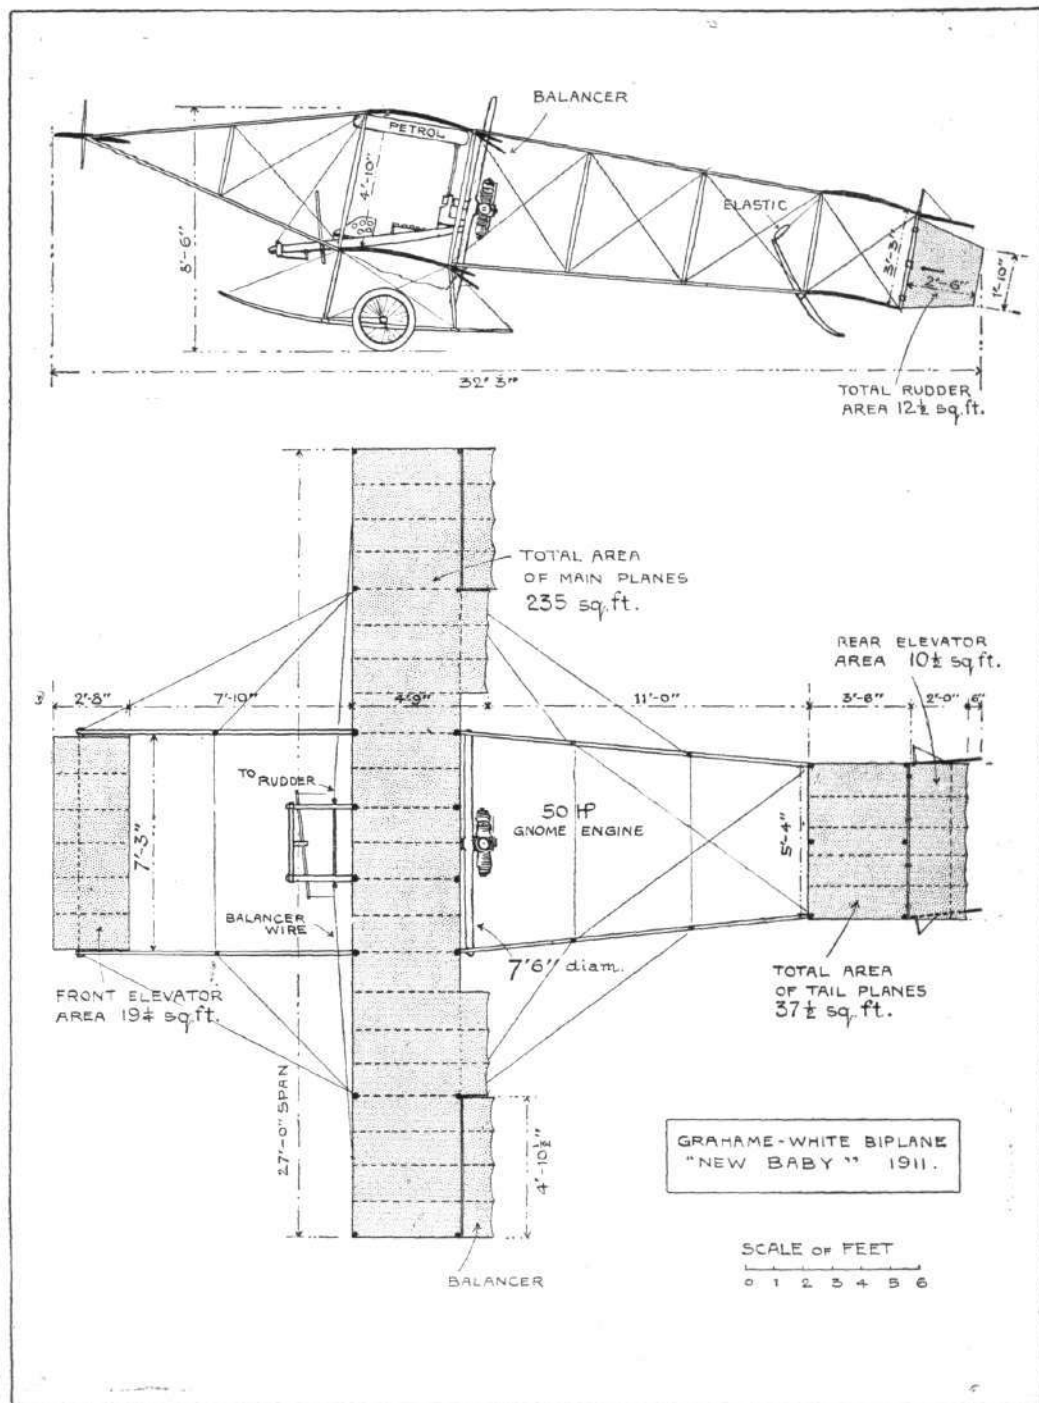 BALANCER
PETROL
4'-10"
8'-6"
ELASTIC
3'-3"
2'-6"
1'-10"
32' 3"
TOTAL RUDDER
AREA 12½ sq.ft.
TOTAL AREA
OF MAIN PLANES
235 sq.ft.
REAR ELEVATOR
AREA 10½ sq.ft.
2'-8"
7'-10"
4'-9"
11'-0"
3'-6"
2'-0"
6"
TO
RUDDER
50 HP
GNOME ENGINE
7'-3"
5'-4"
BALANCER
WIRE
7'6" diam.
FRONT ELEVATOR
AREA 19¼ sq.ft.
TOTAL AREA
OF TAIL PLANES
37½ sq.ft.
27'-0" SPAN
4'-10½"
GRAHAME-WHITE BIPLANE
"NEW BABY" 1911.
SCALE OF FEET
0 1 2 3 4 5 6
BALANCER